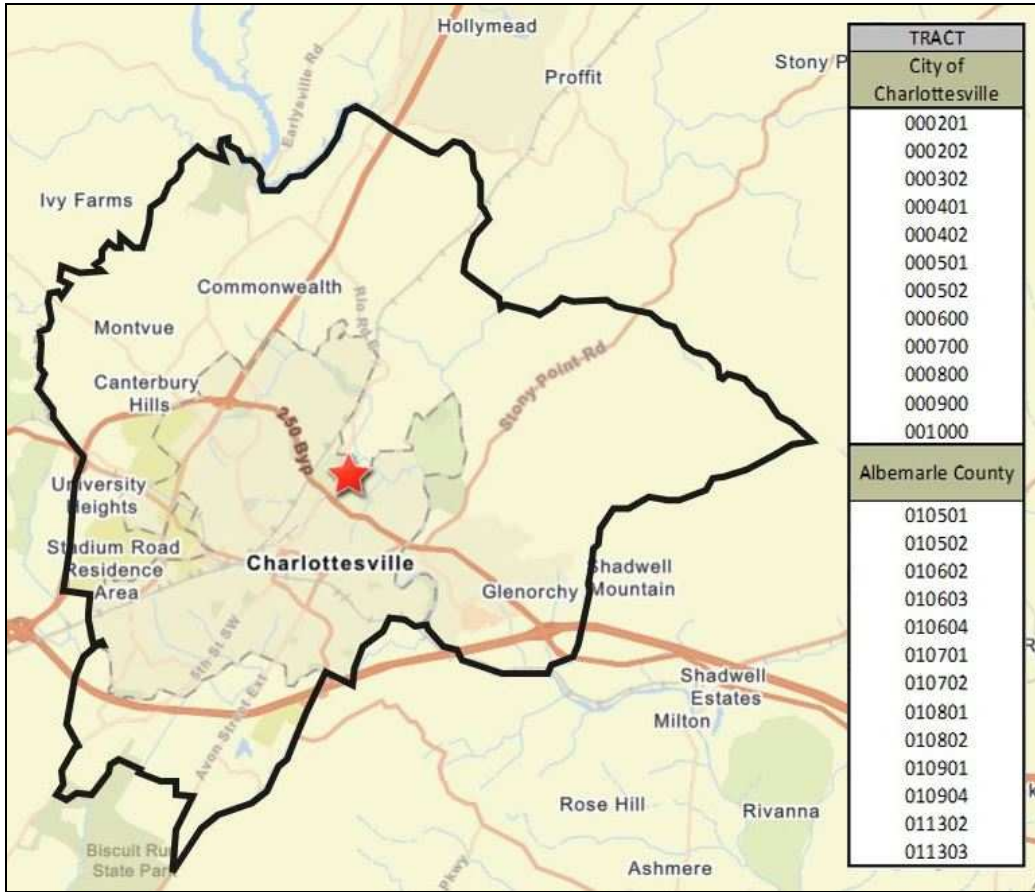 Hollymead
Proffit
Stony P
Earlysville Rd
Ivy Farms
Commonwealth
Rio Rd E
Montvue
Canterbury
Hills
250 Byp
Stony-Point-Rd
University
Heights
Stadium Road
Residence
Area
Charlottesville
Glenorchy
Shadwell
Mountain
5th St SW
Avon Street Ext
Shadwell
Estates
Milton
Rose Hill
Rivanna
Biscuit Ru
State Par
Pkwy
Ashmere
TRACT
City of
Charlottesville
000201
000202
000302
000401
000402
000501
000502
000600
000700
000800
000900
001000
Albemarle County
010501
010502
010602
010603
010604
010701
010702
010801
010802
010901
010904
011302
011303